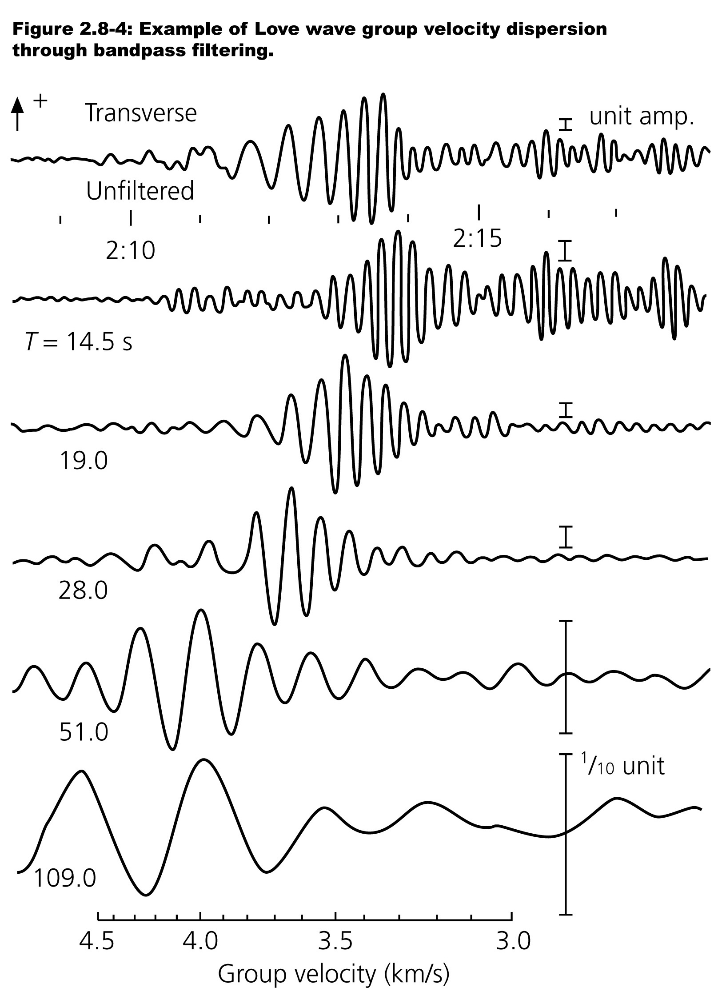 Figure 2.8-4: Example of Love wave group velocity dispersion
through bandpass filtering.
+
Transverse
unit amp.
Unfiltered
2:10
2:15
T = 14.5 s
19.0
28.0
51.0
1/10 unit
109.0
4.5 4.0 3.5 3.0
Group velocity (km/s)